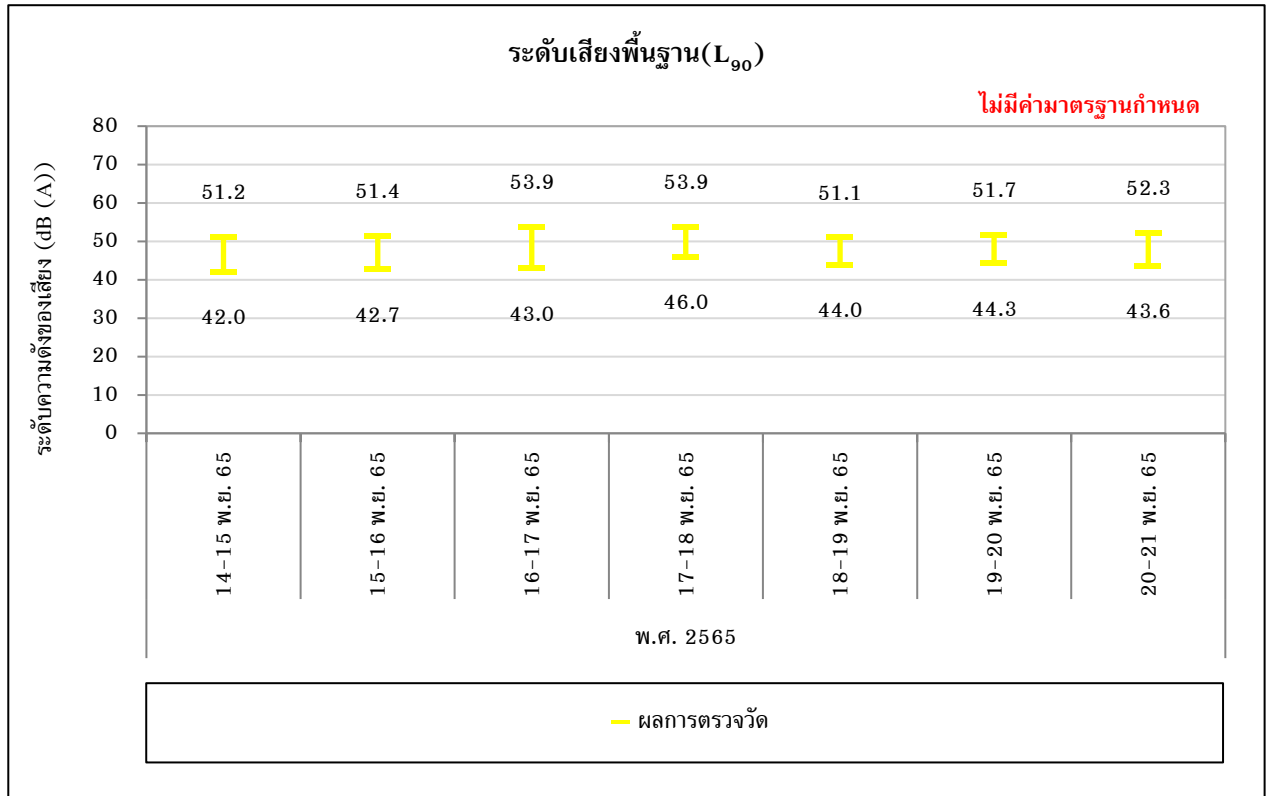 ระดับเสียงพื้นฐาน(L90)
ไม่มีค่ามาตรฐานกำหนด
ระดับความดังของเสียง (dB (A))
80
70
60
50
40
30
20
10
0
51.2 51.4 53.9 53.9 51.1 51.7 52.3
42.0 42.7 43.0 46.0 44.0 44.3 43.6
14-15 พ.ย. 65
15-16 พ.ย. 65
16-17 พ.ย. 65
17-18 พ.ย. 65
18-19 พ.ย. 65
19-20 พ.ย. 65
20-21 พ.ย. 65
พ.ศ. 2565
ผลการตรวจวัด